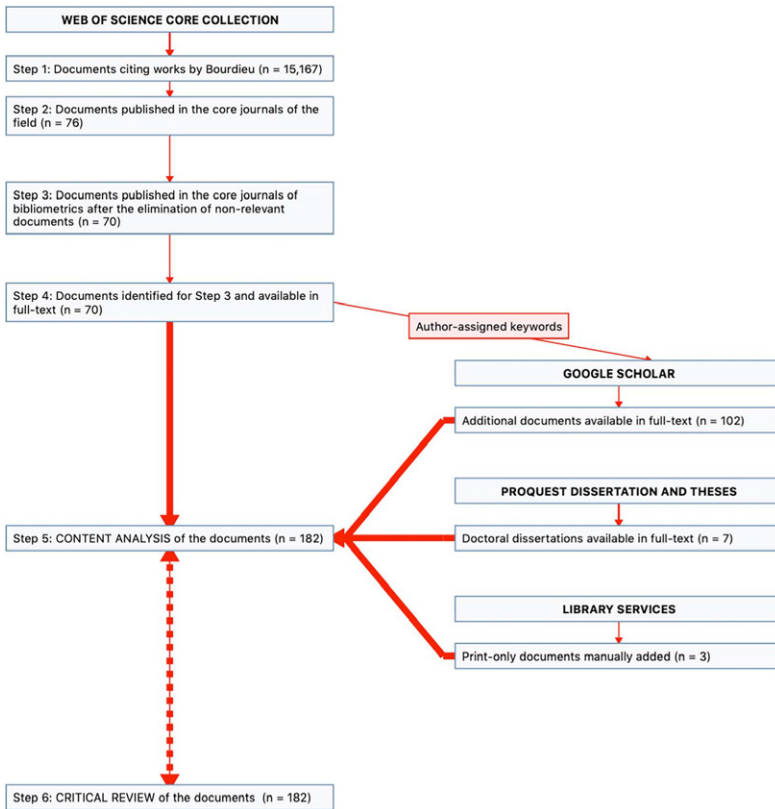 WEB OF SCIENCE CORE COLLECTION
Step 1: Documents citing works by Bourdieu (n = 15,167)
Step 2: Documents published in the core journals of the
field (n = 76)
Step 3: Documents published in the core journals of
bibliometrics after the elimination of non-relevant
documents (n = 70)
Step 4: Documents identified for Step 3 and available in
full-text (n = 70)
Author-assigned keywords
GOOGLE SCHOLAR
Additional documents available in full-text (n = 102)
PROQUEST DISSERTATION AND THESES
Doctoral dissertations available in full-text (n = 7)
LIBRARY SERVICES
Print-only documents manually added (n = 3)
Step 5: CONTENT ANALYSIS of the documents (n = 182)
Step 6: CRITICAL REVIEW of the documents (n = 182)